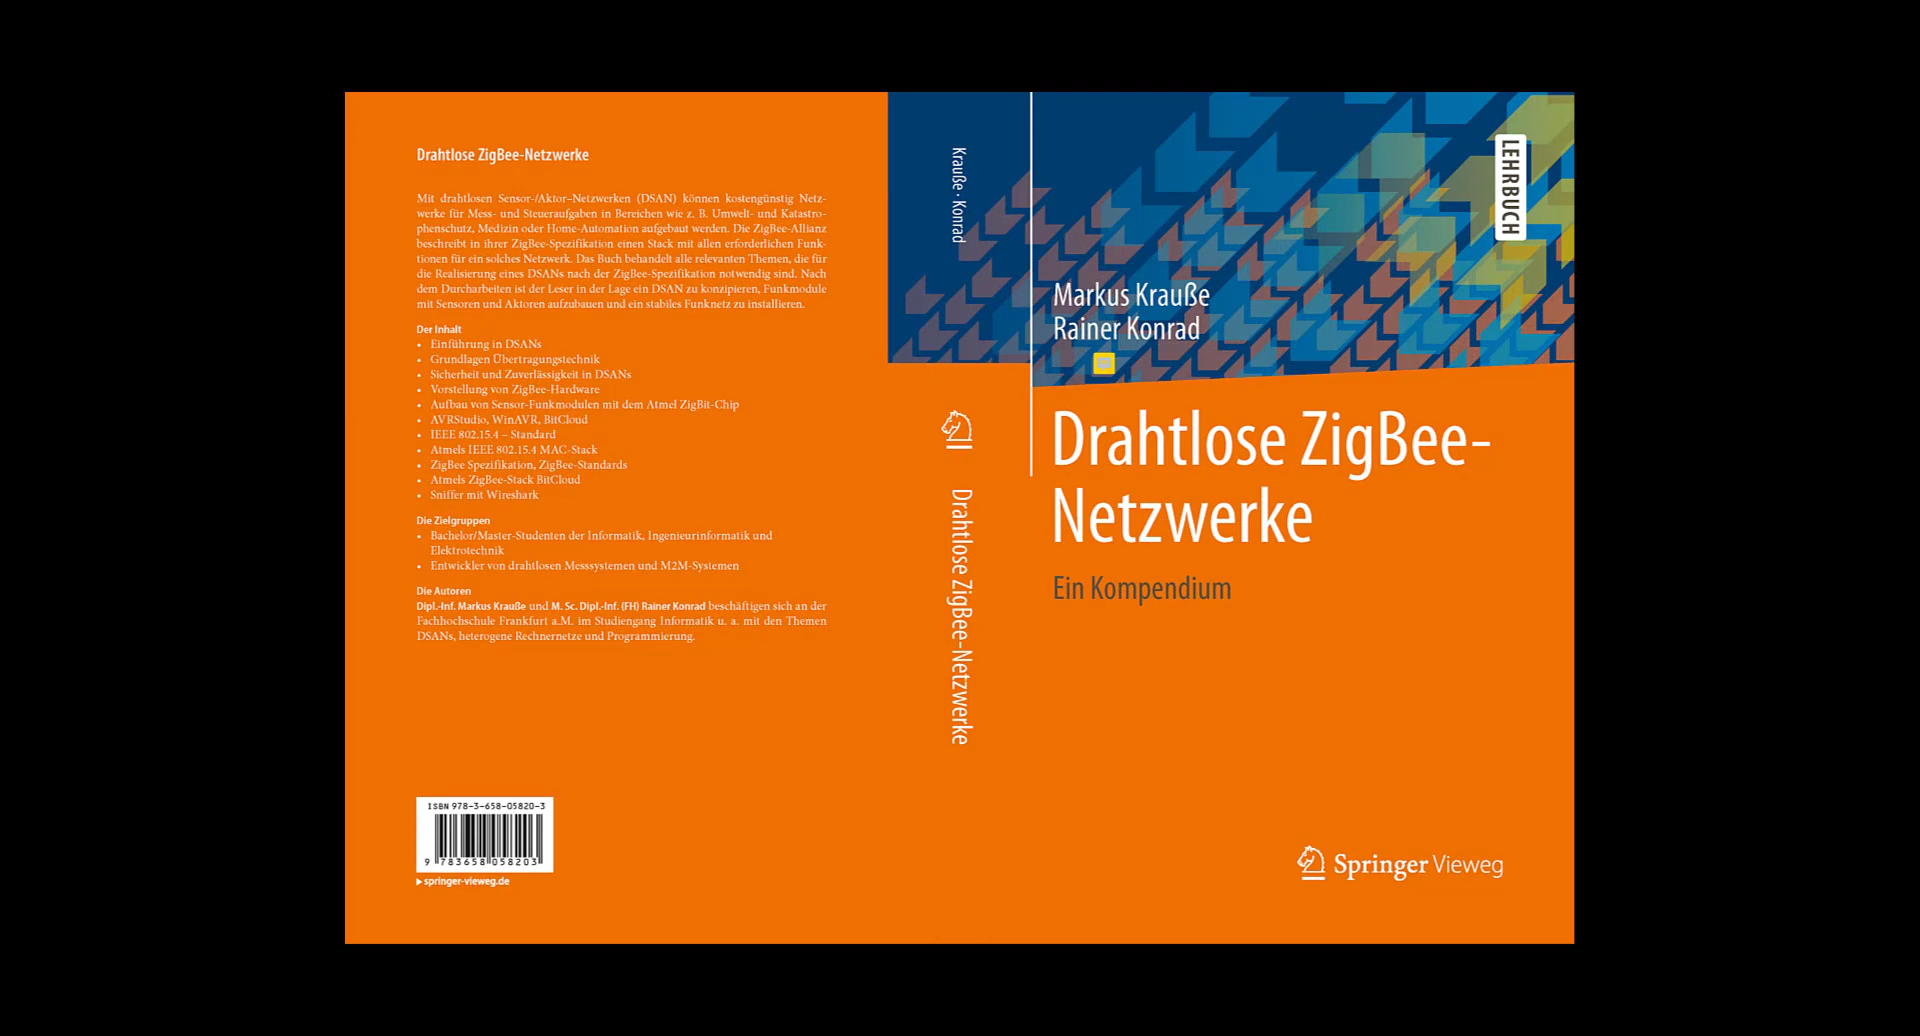 Drahtlose ZigBee-Netzwerke
Mit drahtlosen Sensor-/Aktor–Netzwerken (DSAN) können kostengünstig Netz-
werke für Mess- und Steueraufgaben in Bereichen wie z. B. Umwelt- und Katastro-
phenschutz, Medizin oder Home-Automation aufgebaut werden. Die ZigBee-Allianz
beschreibt in ihrer ZigBee-Spezifikation einen Stack mit allen erforderlichen Funk-
tionen für ein solches Netzwerk. Das Buch behandelt alle relevanten Themen, die für
die Realisierung eines DSANs nach der ZigBee-Spezifikation notwendig sind. Nach
dem Durcharbeiten ist der Leser in der Lage ein DSAN zu konzipieren, Funkmodule
mit Sensoren und Aktoren aufzubauen und ein stabiles Funknetz zu installieren.
Der Inhalt
• Einführung in DSANs
• Grundlagen Übertragungstechnik
• Sicherheit und Zuverlässigkeit in DSANs
• Vorstellung von ZigBee-Hardware
• Aufbau von Sensor-Funkmodulen mit dem Atmel ZigBit-Chip
• AVRStudio, WinAVR, BitCloud
• IEEE 802.15.4 – Standard
• Atmels IEEE 802.15.4 MAC-Stack
• ZigBee Spezifikation, ZigBee-Standards
• Atmels ZigBee-Stack BitCloud
• Sniffer mit Wireshark
Die Zielgruppen
• Bachelor/Master-Studenten der Informatik, Ingenieurinformatik und
Elektrotechnik
• Entwickler von drahtlosen Messsystemen und M2M-Systemen
Die Autoren
Dipl.-Inf. Markus Krauße und M. Sc. Dipl.-Inf. (FH) Rainer Konrad beschäftigen sich an der
Fachhochschule Frankfurt a.M. im Studiengang Informatik u. a. mit den Themen
DSANs, heterogene Rechnernetze und Programmierung.
ISBN 978-3-658-05820-3
9 783658 058203
▶ springer-vieweg.de
Krauße · Konrad
Drahtlose ZigBee-Netzwerke
LEHRBUCH
Markus Krauße
Rainer Konrad
Drahtlose ZigBee-
Netzwerke
Ein Kompendium
Springer Vieweg